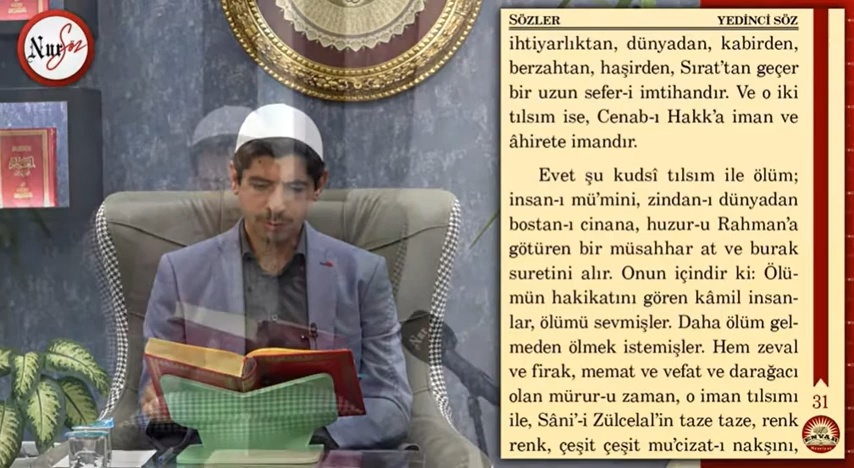 Nur Söz
SÖZLER YEDİNCİ SÖZ
ihtiyarlıktan, dünyadan, kabirden,
berzahtan, haşirden, Sırat’tan geçer
bir uzun sefer-i imtihandır. Ve o iki
tılsım ise, Cenab-ı Hakk’a iman ve
âhirete imandır.
Evet şu kudsî tılsım ile ölüm;
insan-ı mü’mini, zindan-ı dünyadan
bostan-ı cinana, huzur-u Rahman’a
götüren bir müsahhar at ve burak
suretini alır. Onun içindir ki: Ölü-
mün hakikatını gören kâmil insan-
lar, ölümü sevmişler. Daha ölüm gel-
meden ölmek istemişler. Hem zeval
ve firak, memat ve vefat ve darağacı
olan mürur-u zaman, o iman tılsımı
ile, Sâni’-i Zülcelal’in taze taze, renk
renk, çeşit çeşit mu’cizat-ı nakşını,
31
ENVAR